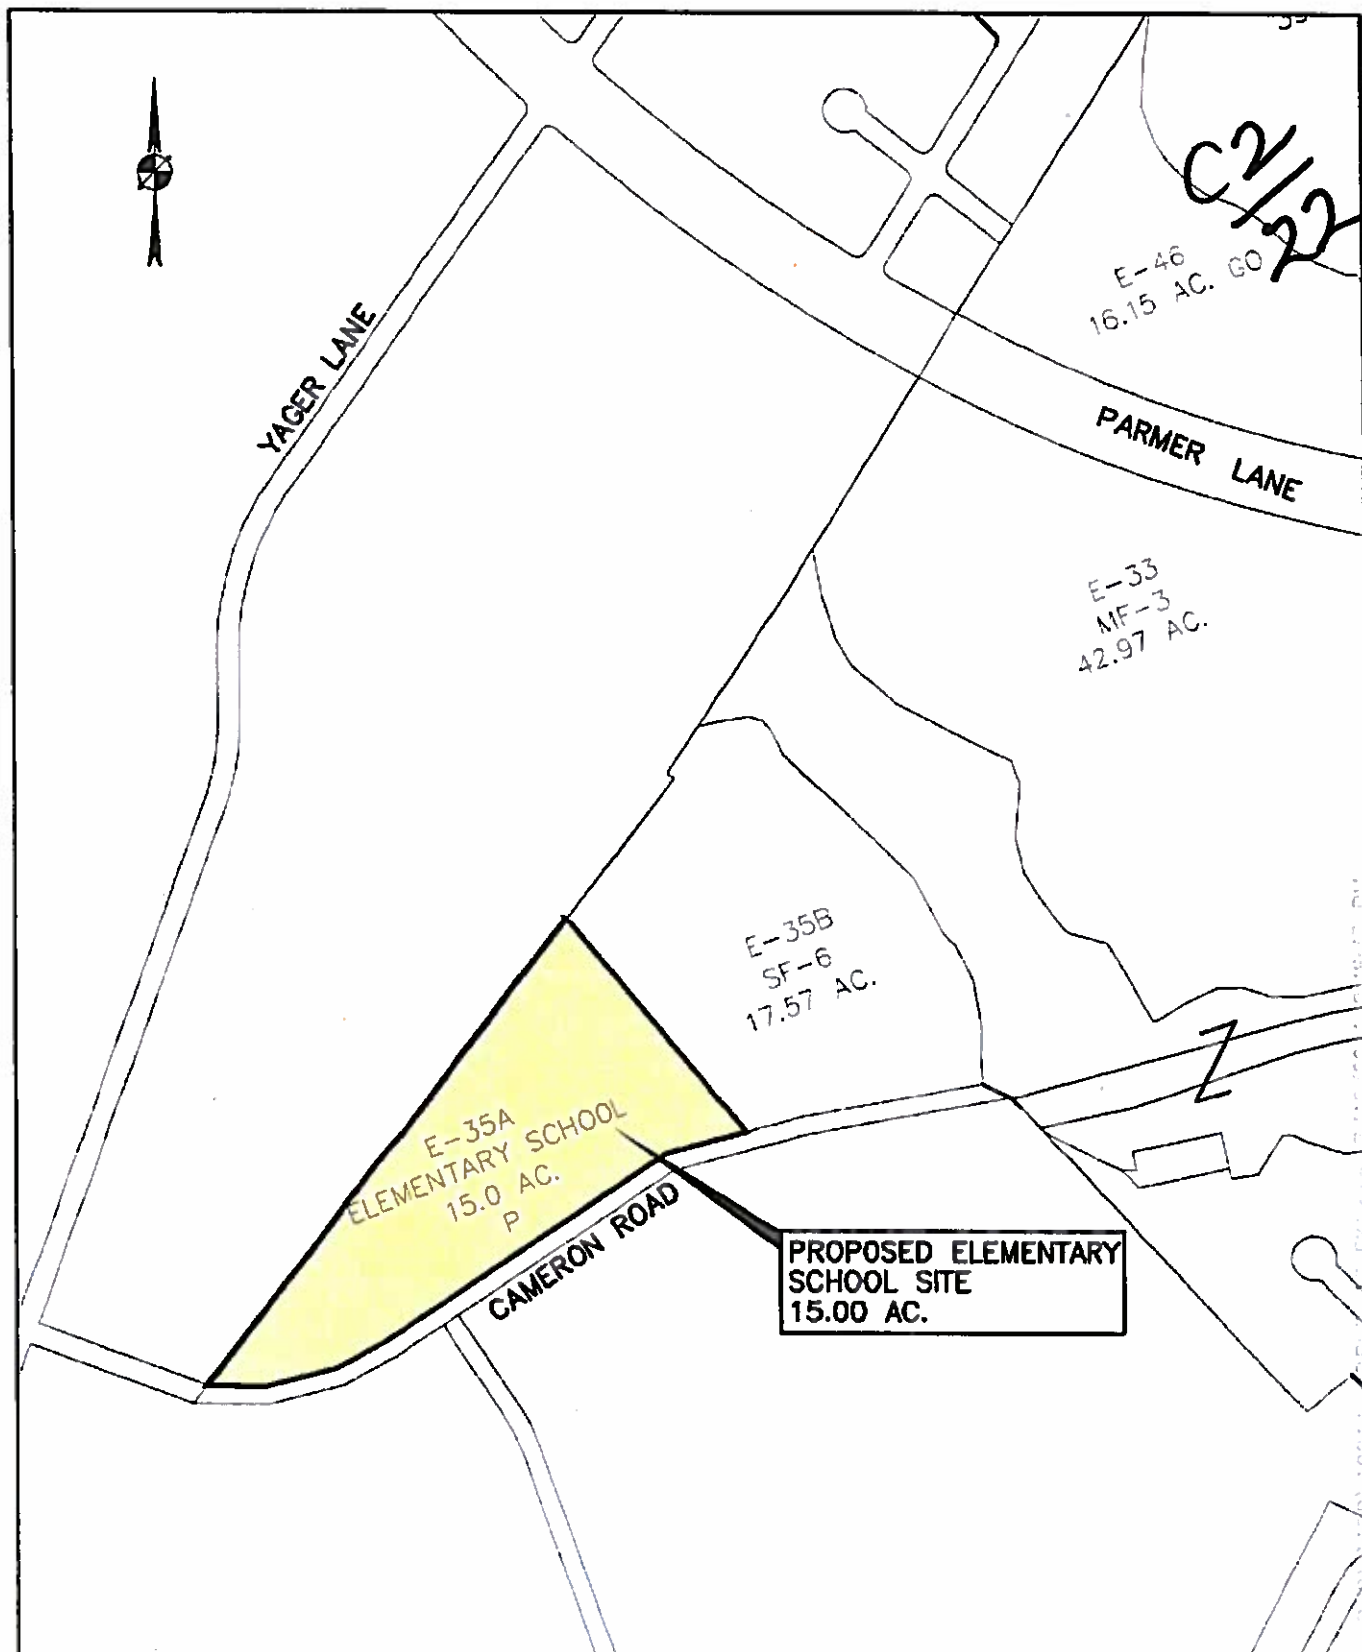 C2/22
E-46
16.15 AC. GO
YAGER LANE
PARMER LANE
E-33
MF-3
42.97 AC.
E-35B
SF-6
17.57 AC.
E-35A
ELEMENTARY SCHOOL
15.0 AC.
P
CAMERON ROAD
PROPOSED ELEMENTARY
SCHOOL SITE
15.00 AC.